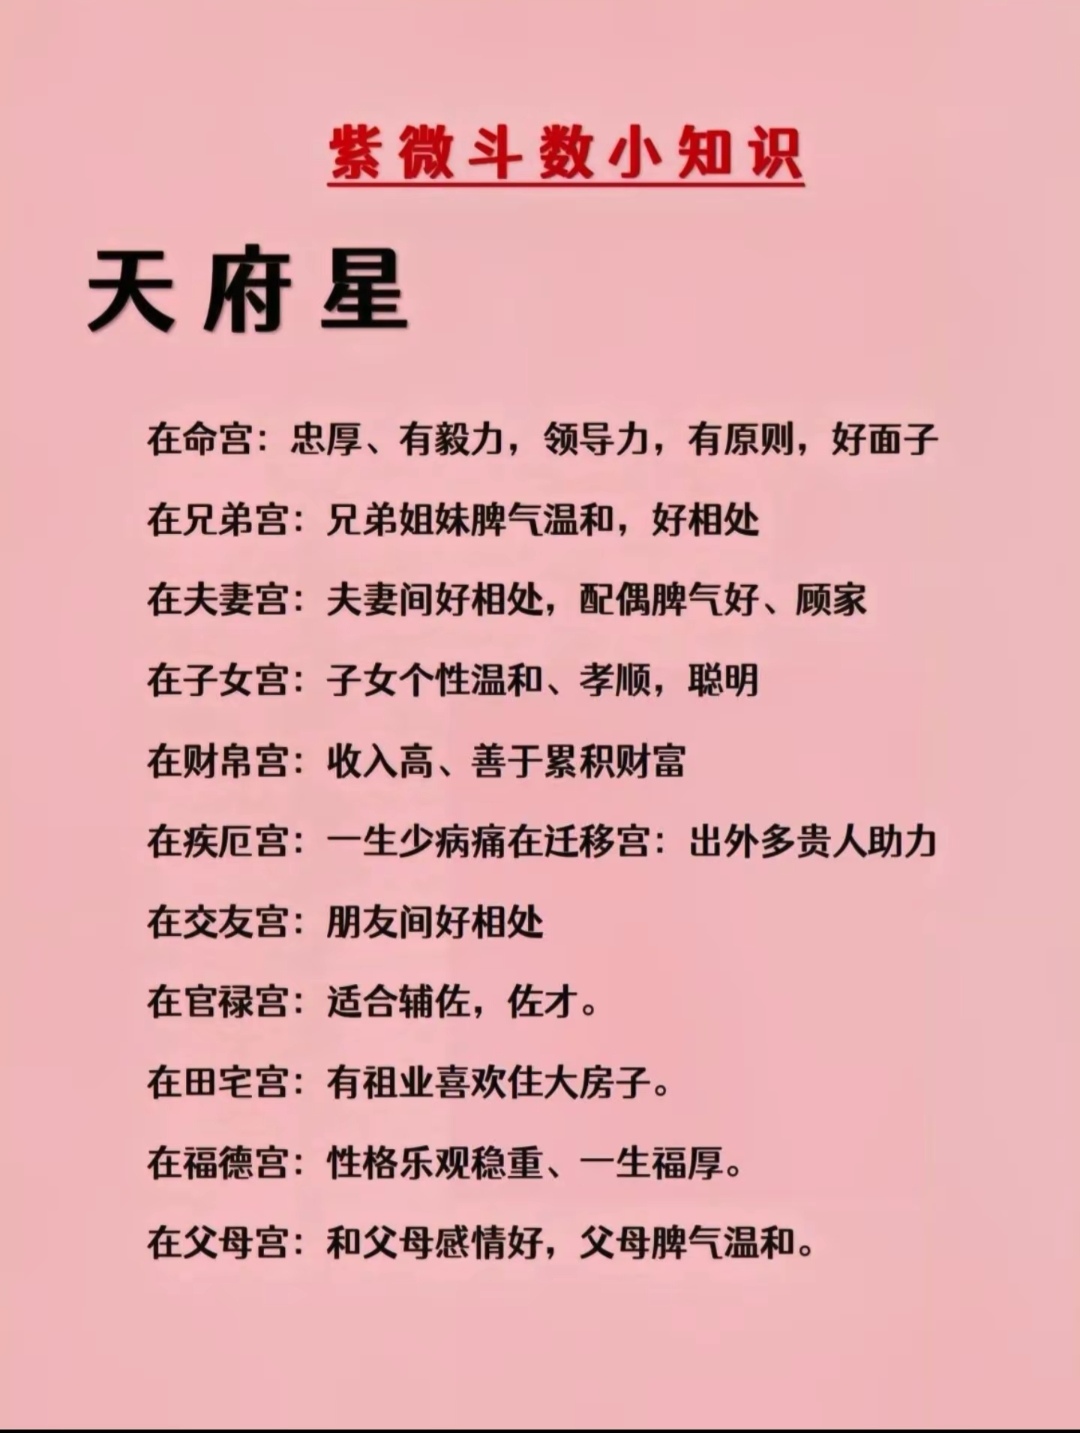 紫微斗数小知识
天府星
在命宫：忠厚、有毅力，领导力，有原则，好面子
在兄弟宫：兄弟姐妹脾气温和，好相处
在夫妻宫：夫妻间好相处，配偶脾气好、顾家
在子女宫：子女个性温和、孝顺，聪明
在财帛宫：收入高、善于累积财富
在疾厄宫：一生少病痛在迁移宫：出外多贵人助力
在交友宫：朋友间好相处
在官禄宫：适合辅佐，佐才。
在田宅宫：有祖业喜欢住大房子。
在福德宫：性格乐观稳重、一生福厚。
在父母宫：和父母感情好，父母脾气温和。